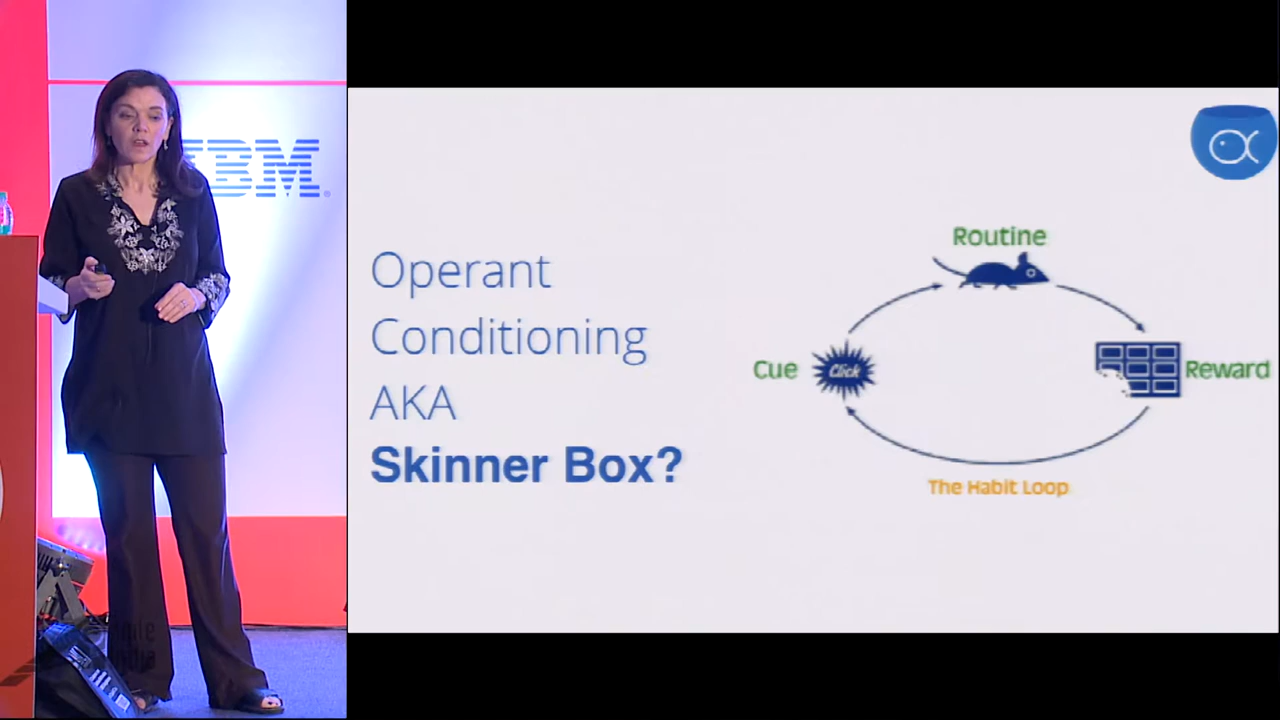 IBM
Operant
Conditioning
AKA
Skinner Box?
Routine
Cue
Click
Reward
The Habit Loop